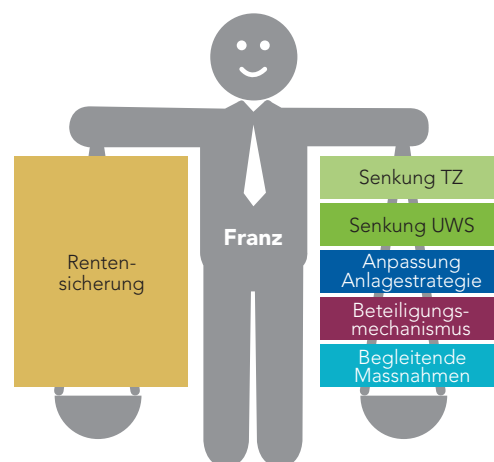 Franz
Renten-
sicherung
Senkung TZ
Senkung UWS
Anpassung
Anlagestrategie
Beteiligungs-
mechanismus
Begleitende
Massnahmen